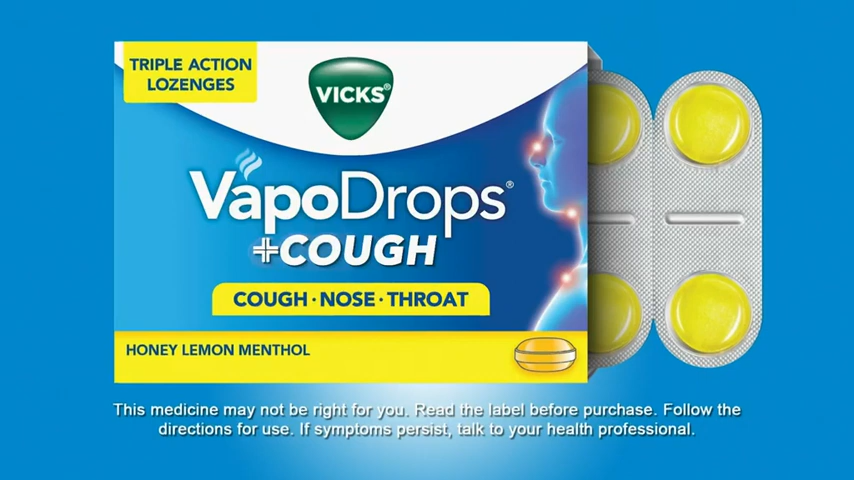 TRIPLE ACTION
LOZENGES
VICKS®
VapoDrops®
+COUGH
COUGH · NOSE · THROAT
HONEY LEMON MENTHOL
This medicine may not be right for you. Read the label before purchase. Follow the
directions for use. If symptoms persist, talk to your health professional.